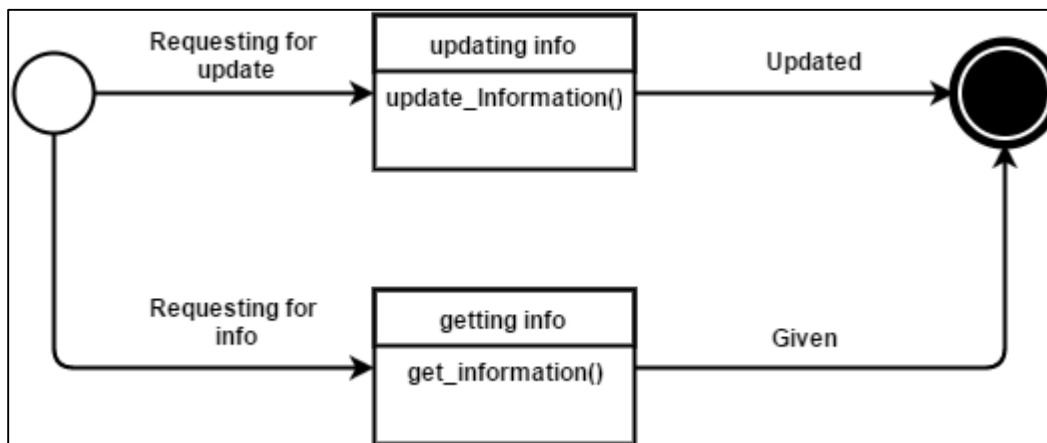 Requesting for
update
updating info
update_Information()
Updated
Requesting for
info
getting info
get_information()
Given